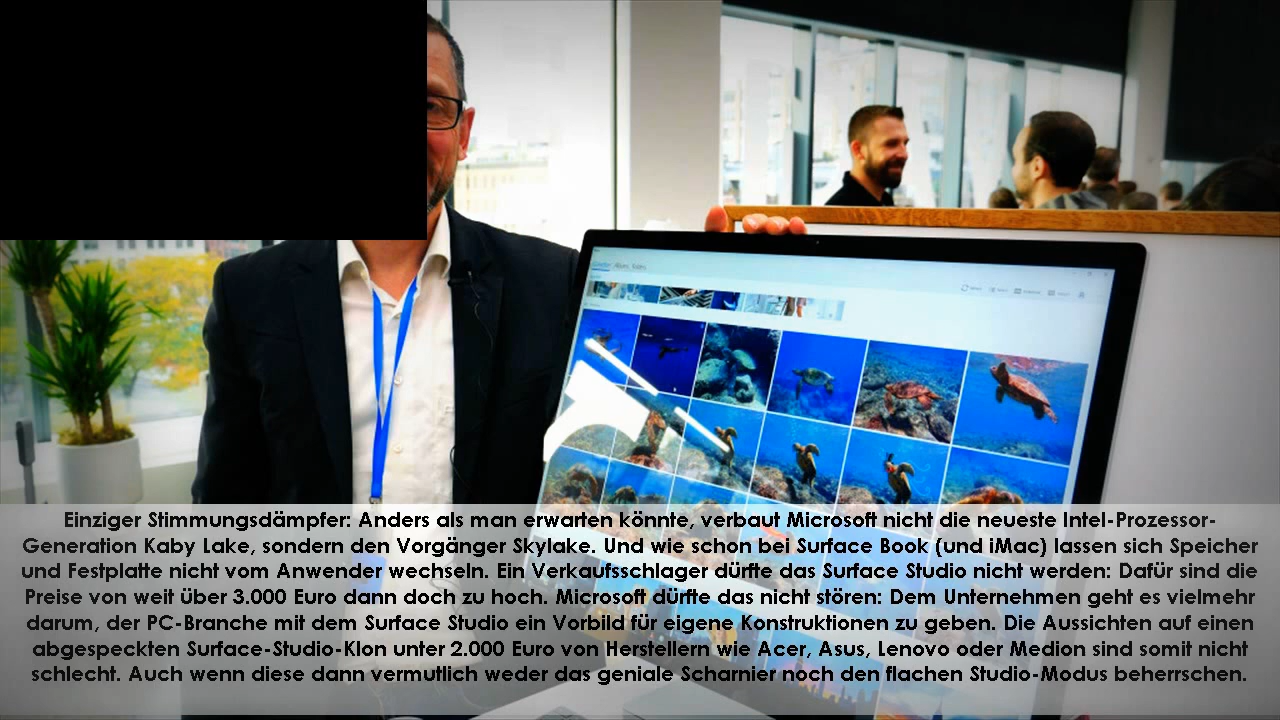 Einziger Stimmungsdämpfer: Anders als man erwarten könnte, verbaut Microsoft nicht die neueste Intel-Prozessor-
Generation Kaby Lake, sondern den Vorgänger Skylake. Und wie schon bei Surface Book (und iMac) lassen sich Speicher
und Festplatte nicht vom Anwender wechseln. Ein Verkaufsschlager dürfte das Surface Studio nicht werden: Dafür sind die
Preise von weit über 3.000 Euro dann doch zu hoch. Microsoft dürfte das nicht stören: Dem Unternehmen geht es vielmehr
darum, der PC-Branche mit dem Surface Studio ein Vorbild für eigene Konstruktionen zu geben. Die Aussichten auf einen
abgespeckten Surface-Studio-Klon unter 2.000 Euro von Herstellern wie Acer, Asus, Lenovo oder Medion sind somit nicht
schlecht. Auch wenn diese dann vermutlich weder das geniale Scharnier noch den flachen Studio-Modus beherrschen.